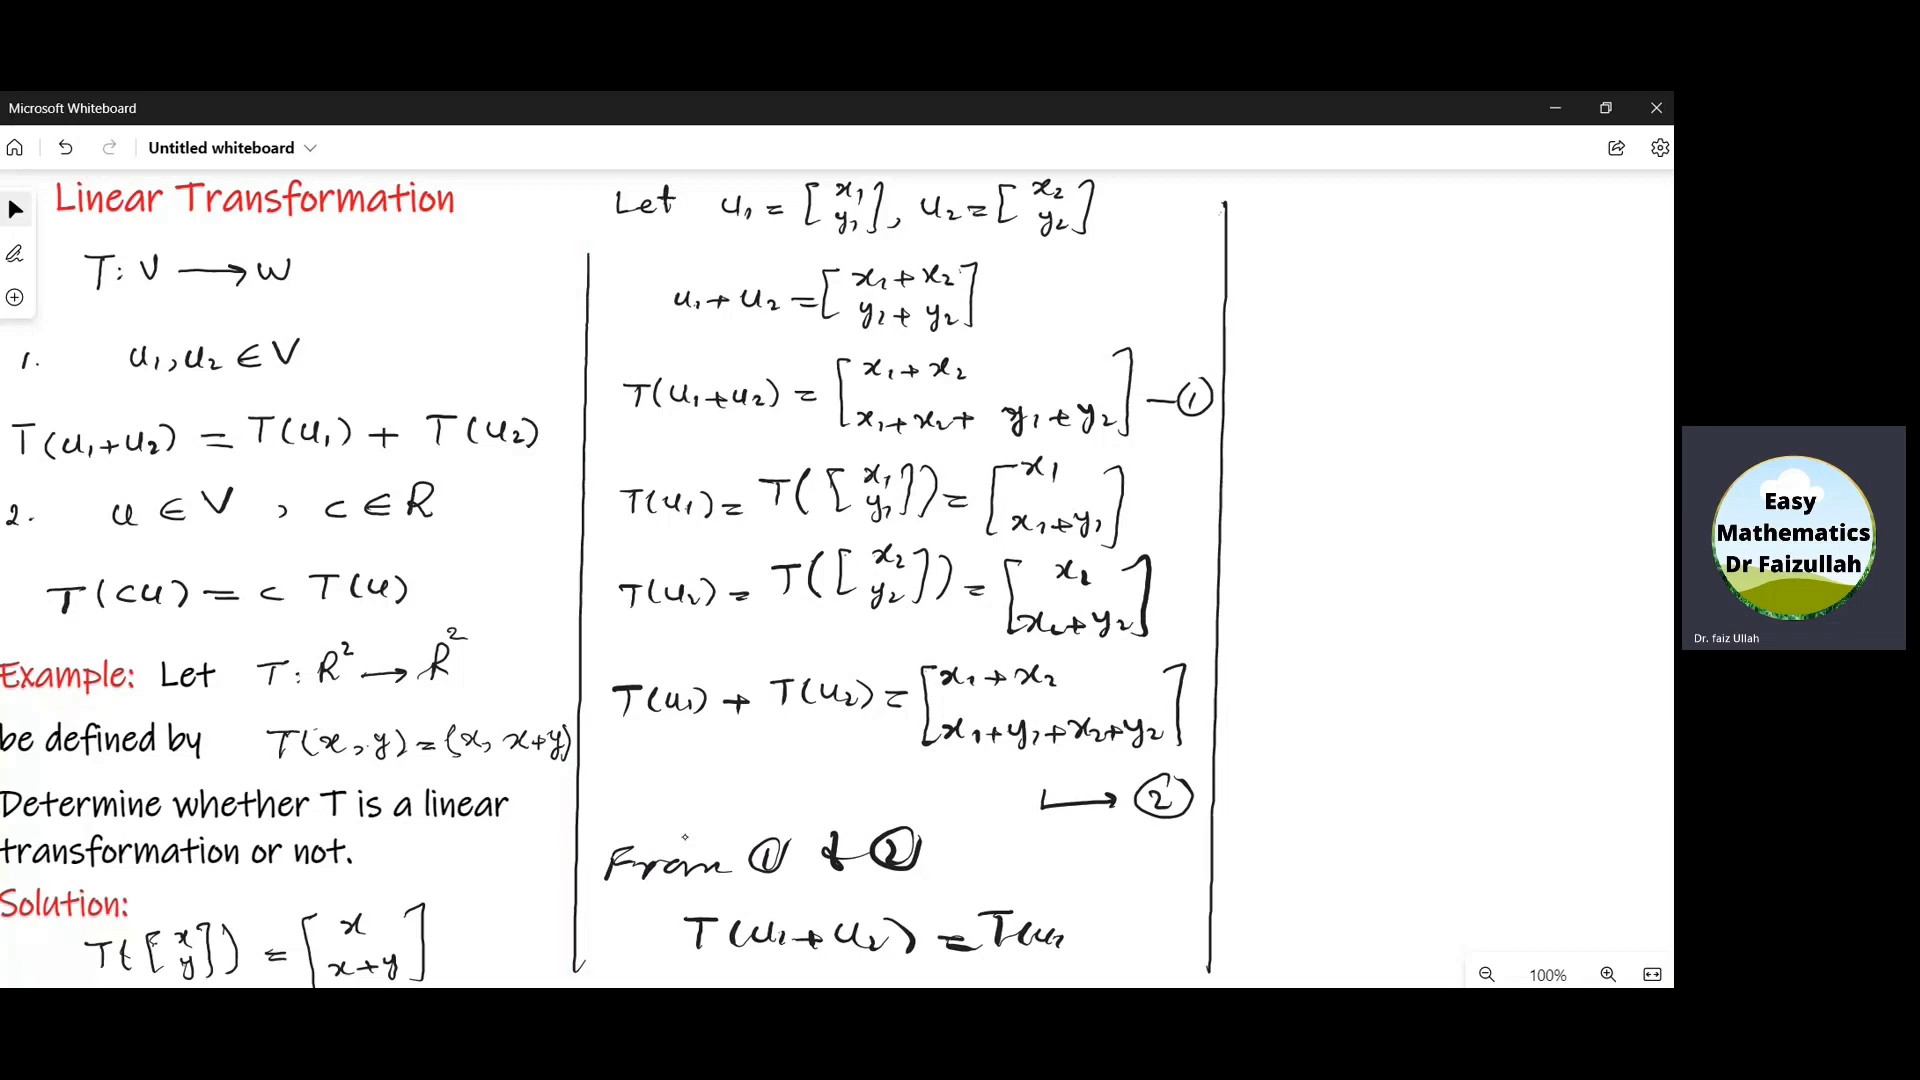 Microsoft Whiteboard
Untitled whiteboard
Linear Transformation
T: V ⟶ W
1. u₁, u₂ ∈ V
T(u₁+u₂) = T(u₁) + T(u₂)
2. u ∈ V , c ∈ R
T(cu) = c T(u)
Example: Let T: R² ⟶ R²
be defined by T(x, y) = (x, x+y)
Determine whether T is a linear
transformation or not.
Solution:
T([x y]) = [x x+y]
Let u₁ = [x₁ y₁], u₂ = [x₂ y₂]
u₁ + u₂ = [x₁+x₂ y₁+y₂]
T(u₁+u₂) = [x₁+x₂ x₁+x₂+ y₁+y₂] — ①
T(u₁) = T([x₁ y₁]) = [x₁ x₁+y₁]
T(u₂) = T([x₂ y₂]) = [x₂ x₂+y₂]
T(u₁) + T(u₂) = [x₁+x₂ x₁+y₁+x₂+y₂]
⟶ ②
From ① & ②
T(u₁+u₂) = T(u₁
100%
Easy
Mathematics
Dr Faizullah
Dr. faiz Ullah